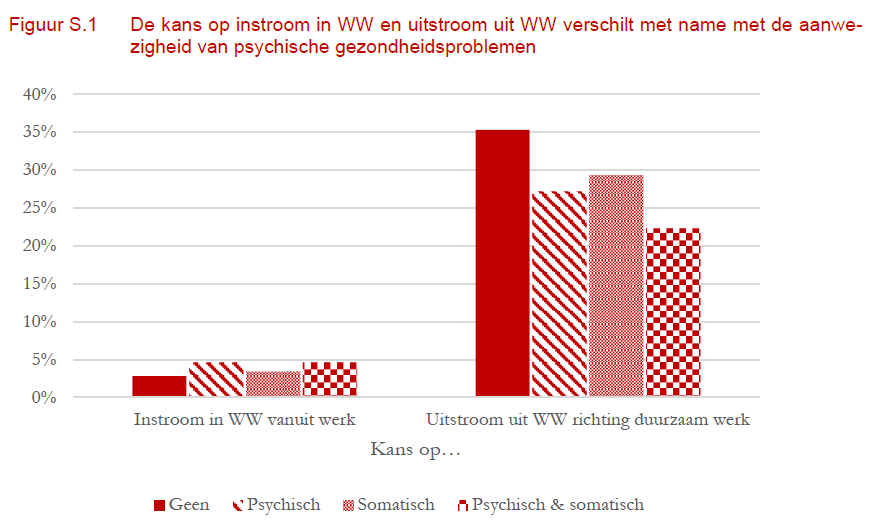 Figuur S.1 De kans op instroom in WW en uitstroom uit WW verschilt met name met de aanwe-
zigheid van psychische gezondheidsproblemen
40%
35%
30%
25%
20%
15%
10%
5%
0%
Instroom in WW vanuit werk Uitstroom uit WW richting duurzaam werk
Kans op…
Geen Psychisch Somatisch Psychisch & somatisch